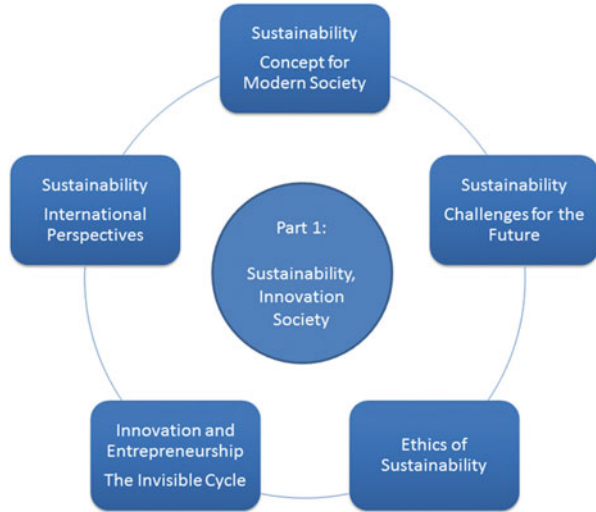 Sustainability
Concept for
Modern Society
Sustainability
International
Perspectives
Sustainability
Challenges for the
Future
Part 1:
Sustainability,
Innovation
Society
Innovation and
Entrepreneurship
The Invisible Cycle
Ethics of
Sustainability